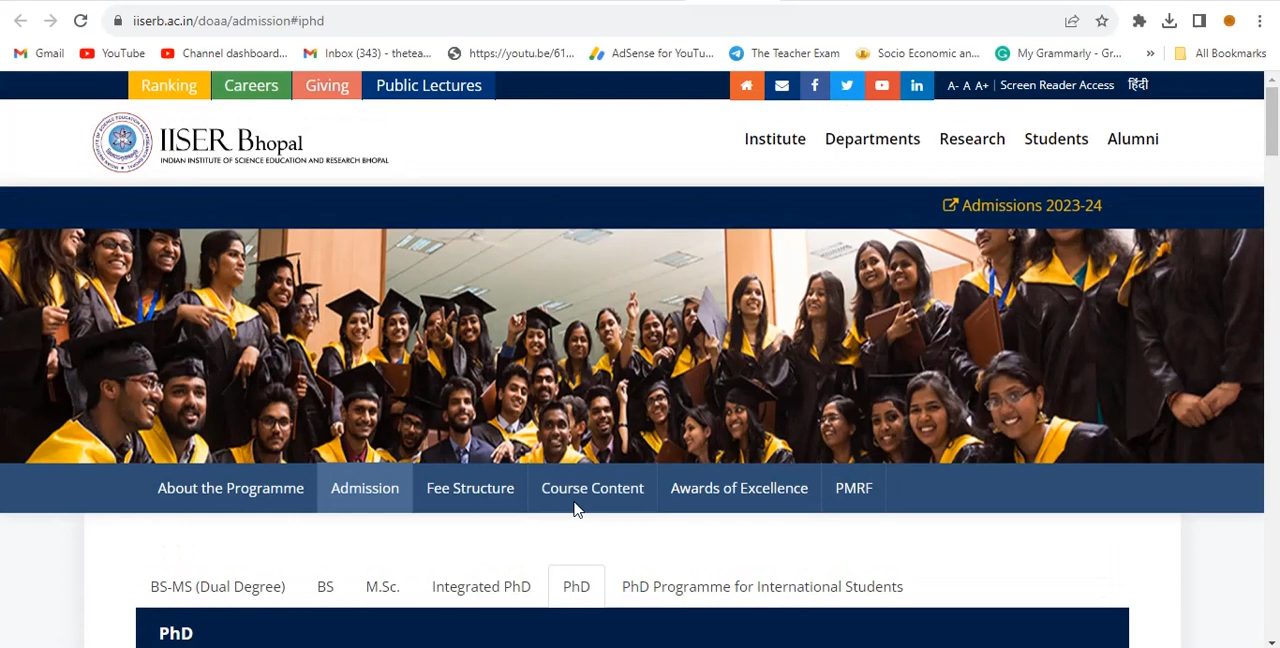 iiserb.ac.in/doaa/admission#iphd
Gmail YouTube Channel dashboard... Inbox (343) - thetea... https://youtu.be/61... AdSense for YouTu... The Teacher Exam Socio Economic an... My Grammarly - Gr... » All Bookmarks
Ranking Careers Giving Public Lectures A- A A+ | Screen Reader Access हिंदी
IISER Bhopal
INDIAN INSTITUTE OF SCIENCE EDUCATION AND RESEARCH BHOPAL
Institute Departments Research Students Alumni
Admissions 2023-24
About the Programme Admission Fee Structure Course Content Awards of Excellence PMRF
BS-MS (Dual Degree) BS M.Sc. Integrated PhD PhD PhD Programme for International Students
PhD